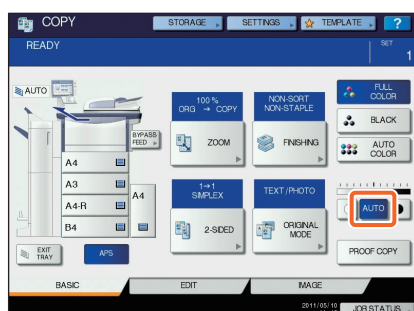 COPY
STORAGE
SETTINGS
TEMPLATE
?
READY
SET
1
AUTO
100 %
ORG → COPY
NON-SORT
NON-STAPLE
FULL
COLOR
BYPASS
FEED
ZOOM
FINISHING
BLACK
AUTO
COLOR
A4
A3
A4
A4-R
B4
1→1
SIMPLEX
TEXT/PHOTO
AUTO
2-SIDED
ORIGINAL
MODE
EXIT
TRAY
APS
PROOF COPY
BASIC
EDIT
IMAGE
2011/05/10
JOB STATUS